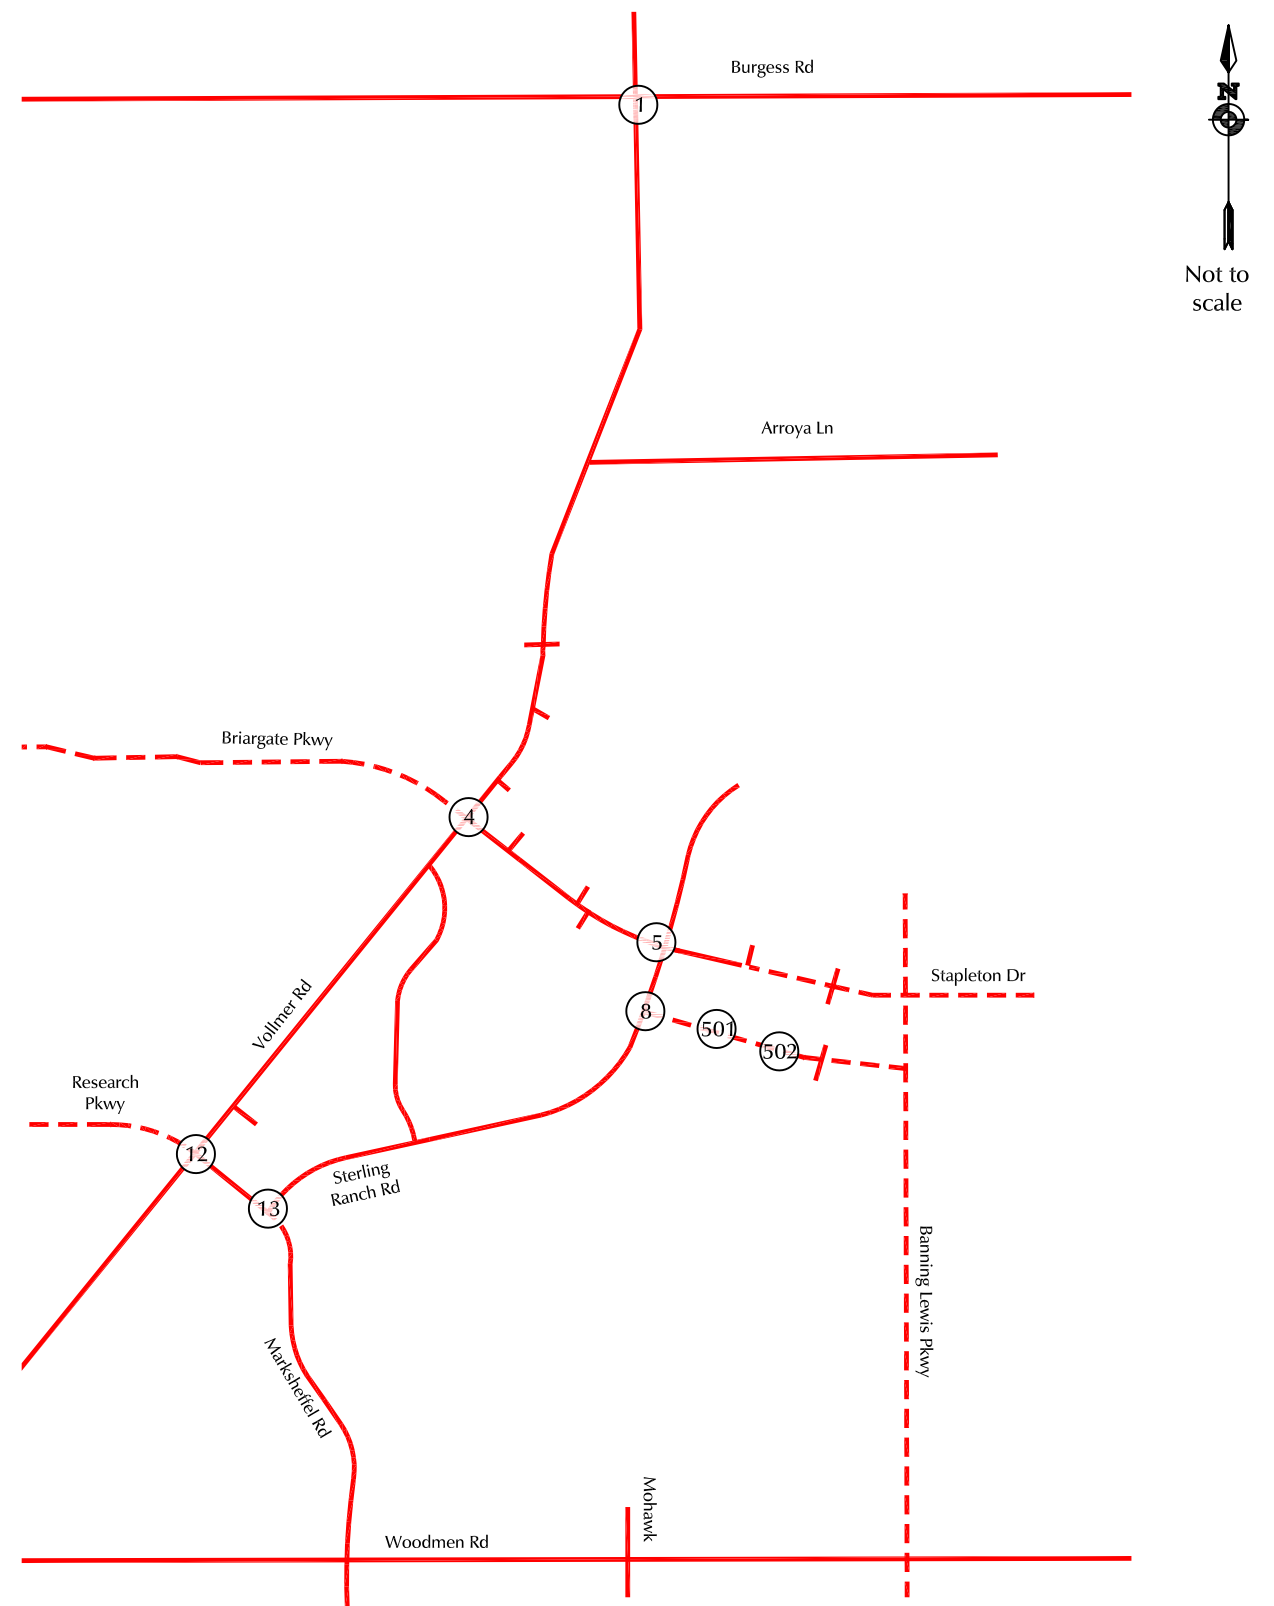 Burgess Rd
1
N
Not to
scale
Arroya Ln
Briargate Pkwy
4
5
Stapleton Dr
Vollmer Rd
8
501
502
Research
Pkwy
12
Sterling
Ranch Rd
13
Banning Lewis Pkwy
Marksheffel Rd
Mohawk
Woodmen Rd